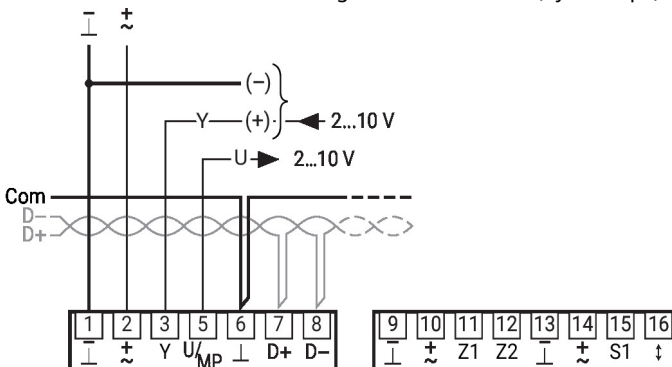 ⊥ ~
– +
(–)
Y (+) 2...10 V
U 2...10 V
Com
D–
D+
1 2 3 5 6 7 8 9 10 11 12 13 14 15 16
⊥ ~ Y U/MP ⊥ D+ D– ⊥ ~ Z1 Z2 ⊥ ~ S1 ↕
– + – + – +